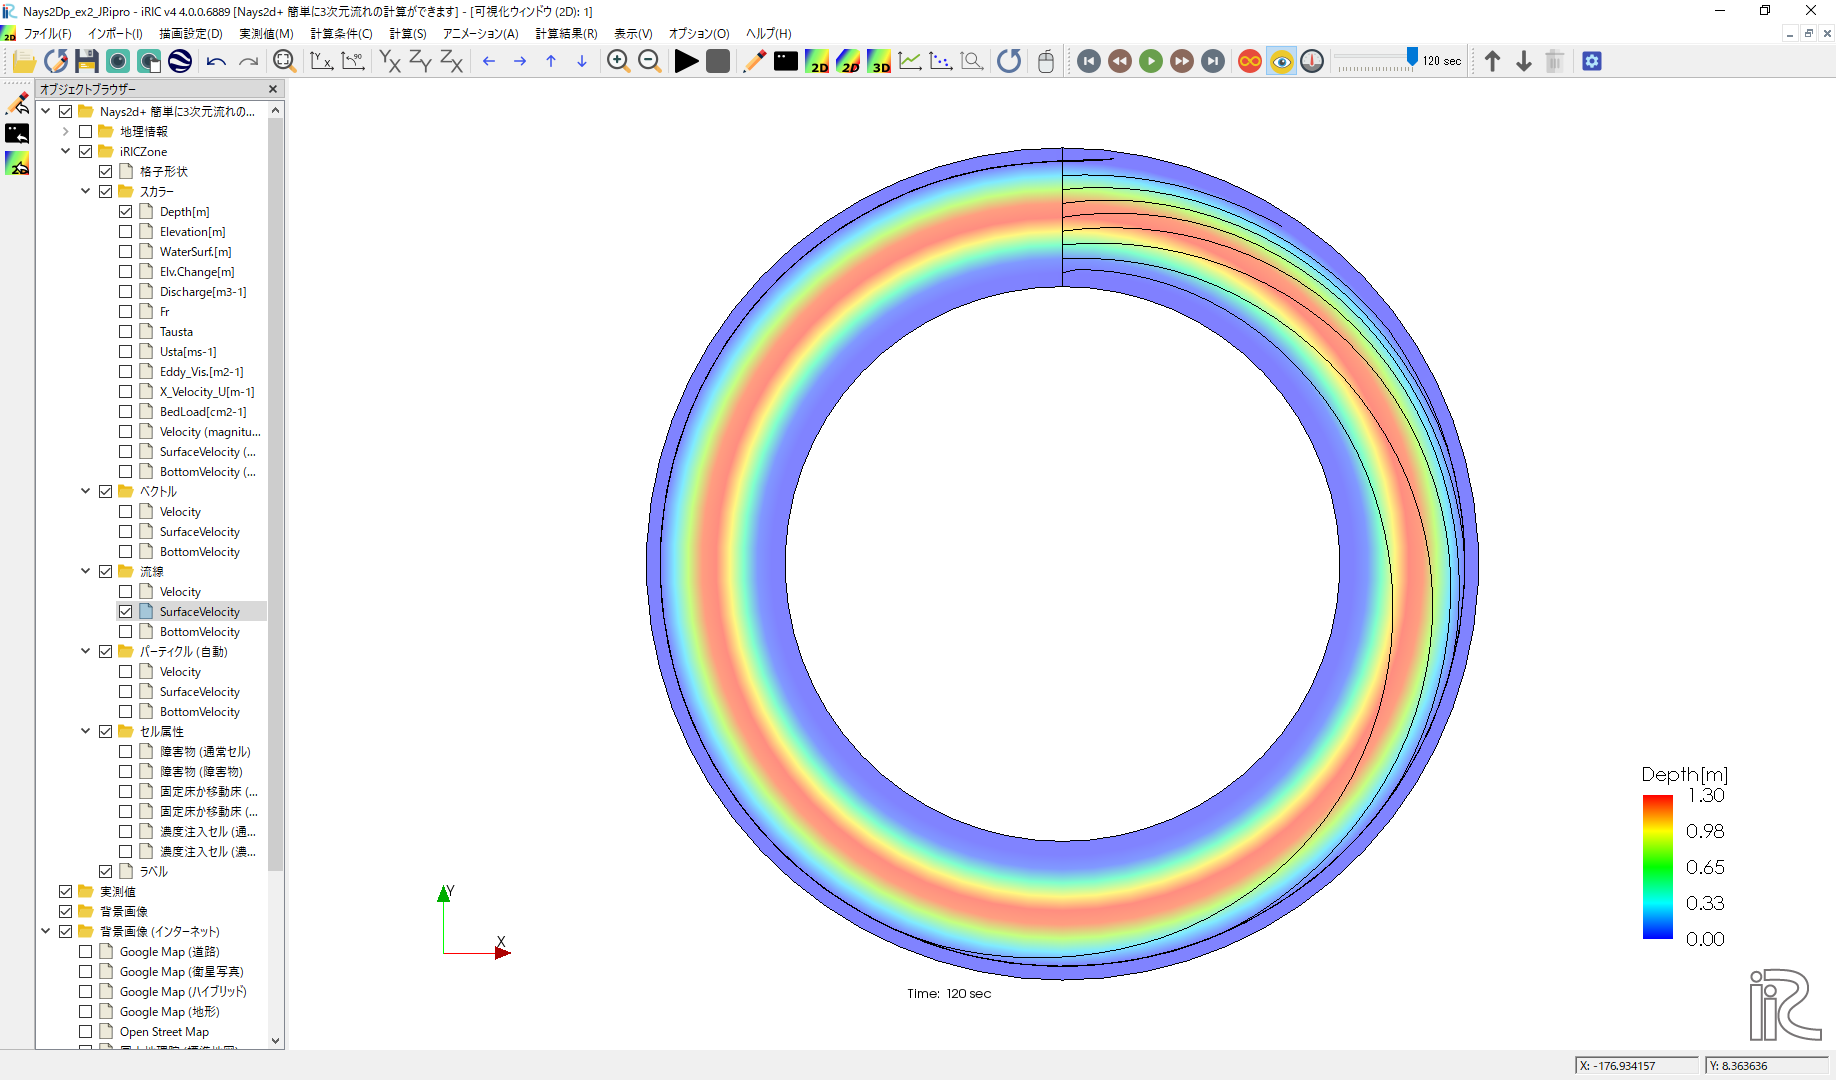 Nays2Dp_ex2_JP.ipro - iRIC v4 4.0.0.6889 [Nays2d+ 簡単に3次元流れの計算ができます] - [可視化ウィンドウ (2D): 1]
ファイル(F) インポート(I) 描画設定(D) 実測値(M) 計算条件(C) 計算(S) アニメーション(A) 計算結果(R) 表示(V) オプション(O) ヘルプ(H)
120 sec
オブジェクトブラウザー
Nays2d+ 簡単に3次元流れの...
地理情報
iRICZone
格子形状
スカラー
Depth[m]
Elevation[m]
WaterSurf.[m]
Elv.Change[m]
Discharge[m3-1]
Fr
Tausta
Usta[ms-1]
Eddy_Vis.[m2-1]
X_Velocity_U[m-1]
BedLoad[cm2-1]
Velocity (magnitu...
SurfaceVelocity (...
BottomVelocity (...
ベクトル
Velocity
SurfaceVelocity
BottomVelocity
流線
Velocity
SurfaceVelocity
BottomVelocity
パーティクル (自動)
Velocity
SurfaceVelocity
BottomVelocity
セル属性
障害物 (通常セル)
障害物 (障害物)
固定床か移動床 (...
固定床か移動床 (...
濃度注入セル (通...
濃度注入セル (濃...
ラベル
実測値
背景画像
背景画像 (インターネット)
Google Map (道路)
Google Map (衛星写真)
Google Map (ハイブリッド)
Google Map (地形)
Open Street Map
Y
X
Time: 120 sec
Depth[m]
1.30
0.98
0.65
0.33
0.00
iRIC
X: -176.934157
Y: 8.363636